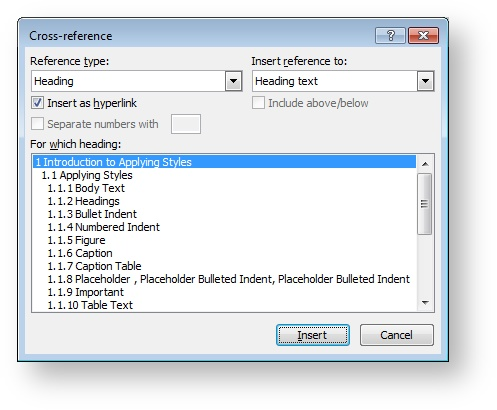 Cross-reference
Reference type:
Insert reference to:
Heading
Heading text
Insert as hyperlink
Include above/below
Separate numbers with
For which heading:
1 Introduction to Applying Styles
1.1 Applying Styles
1.1.1 Body Text
1.1.2 Headings
1.1.3 Bullet Indent
1.1.4 Numbered Indent
1.1.5 Figure
1.1.6 Caption
1.1.7 Caption Table
1.1.8 Placeholder , Placeholder Bulleted Indent, Placeholder Bulleted Indent
1.1.9 Important
1.1.10 Table Text
Insert
Cancel